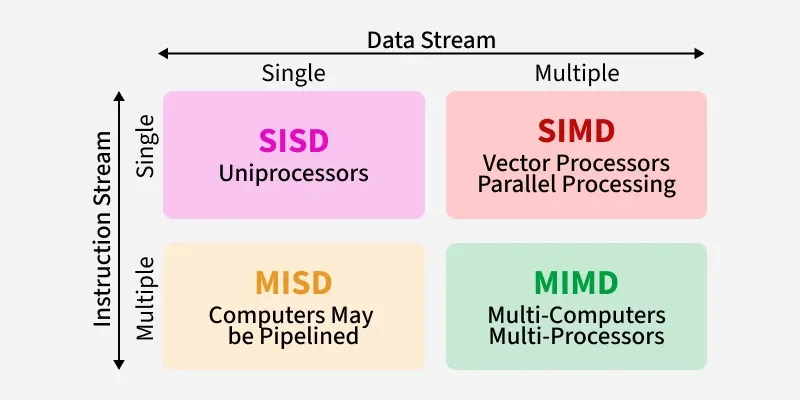 Data Stream
Single
Multiple
Instruction Stream
Single
SISD
Uniprocessors
SIMD
Vector Processors
Parallel Processing
Multiple
MISD
Computers May
be Pipelined
MIMD
Multi-Computers
Multi-Processors